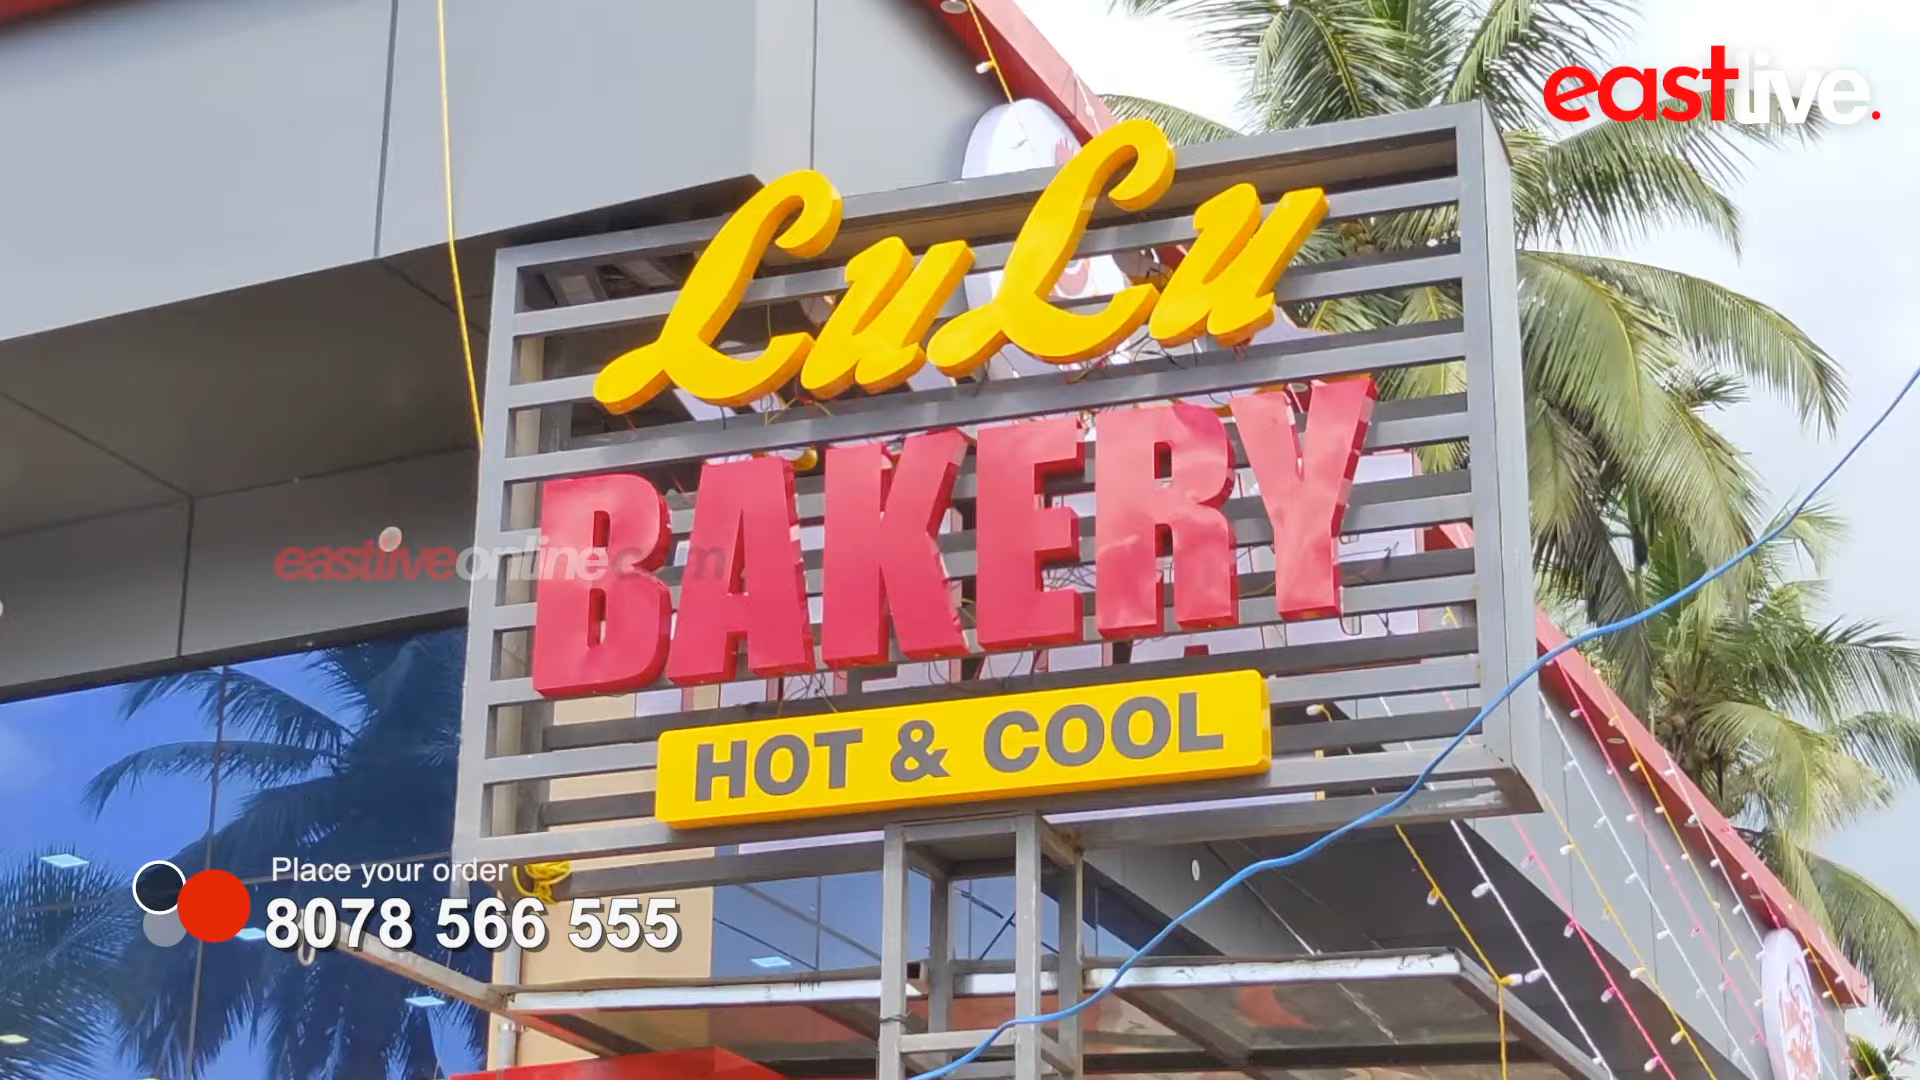 eastlive.
LuLu
BAKERY
eastliveonline.com
HOT & COOL
Place your order
8078 566 555